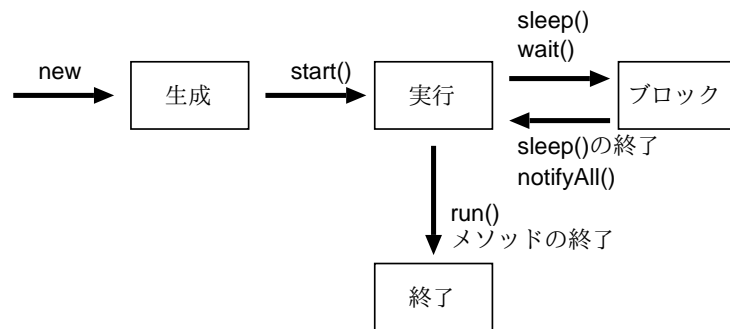 sleep()
wait()
new
start()
生成
実行
ブロック
sleep()の終了
notifyAll()
run()
メソッドの終了
終了